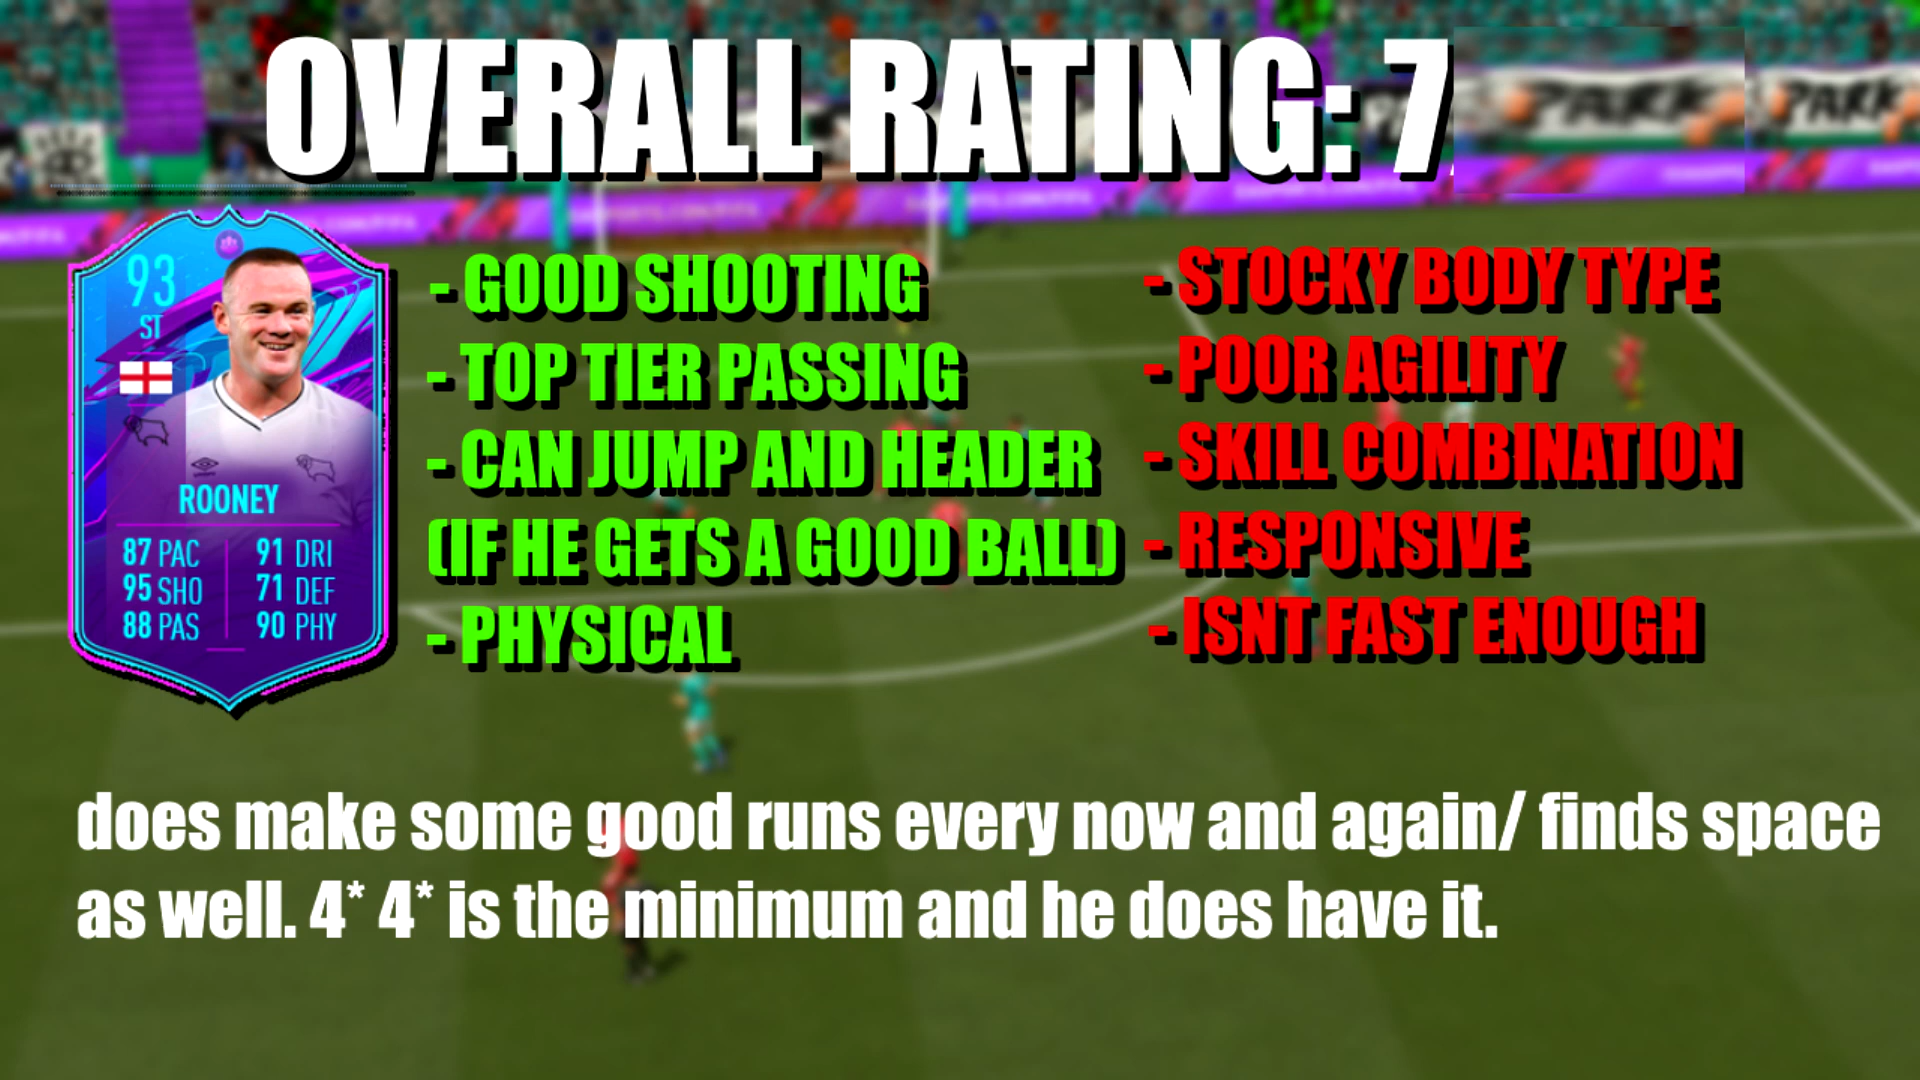 OVERALL RATING: 7
93
ST
ROONEY
87 PAC
95 SHO
88 PAS
91 DRI
71 DEF
90 PHY
- GOOD SHOOTING
- TOP TIER PASSING
- CAN JUMP AND HEADER
(IF HE GETS A GOOD BALL)
- PHYSICAL
- STOCKY BODY TYPE
- POOR AGILITY
- SKILL COMBINATION
- RESPONSIVE
- ISNT FAST ENOUGH
does make some good runs every now and again/ finds space
as well. 4* 4* is the minimum and he does have it.